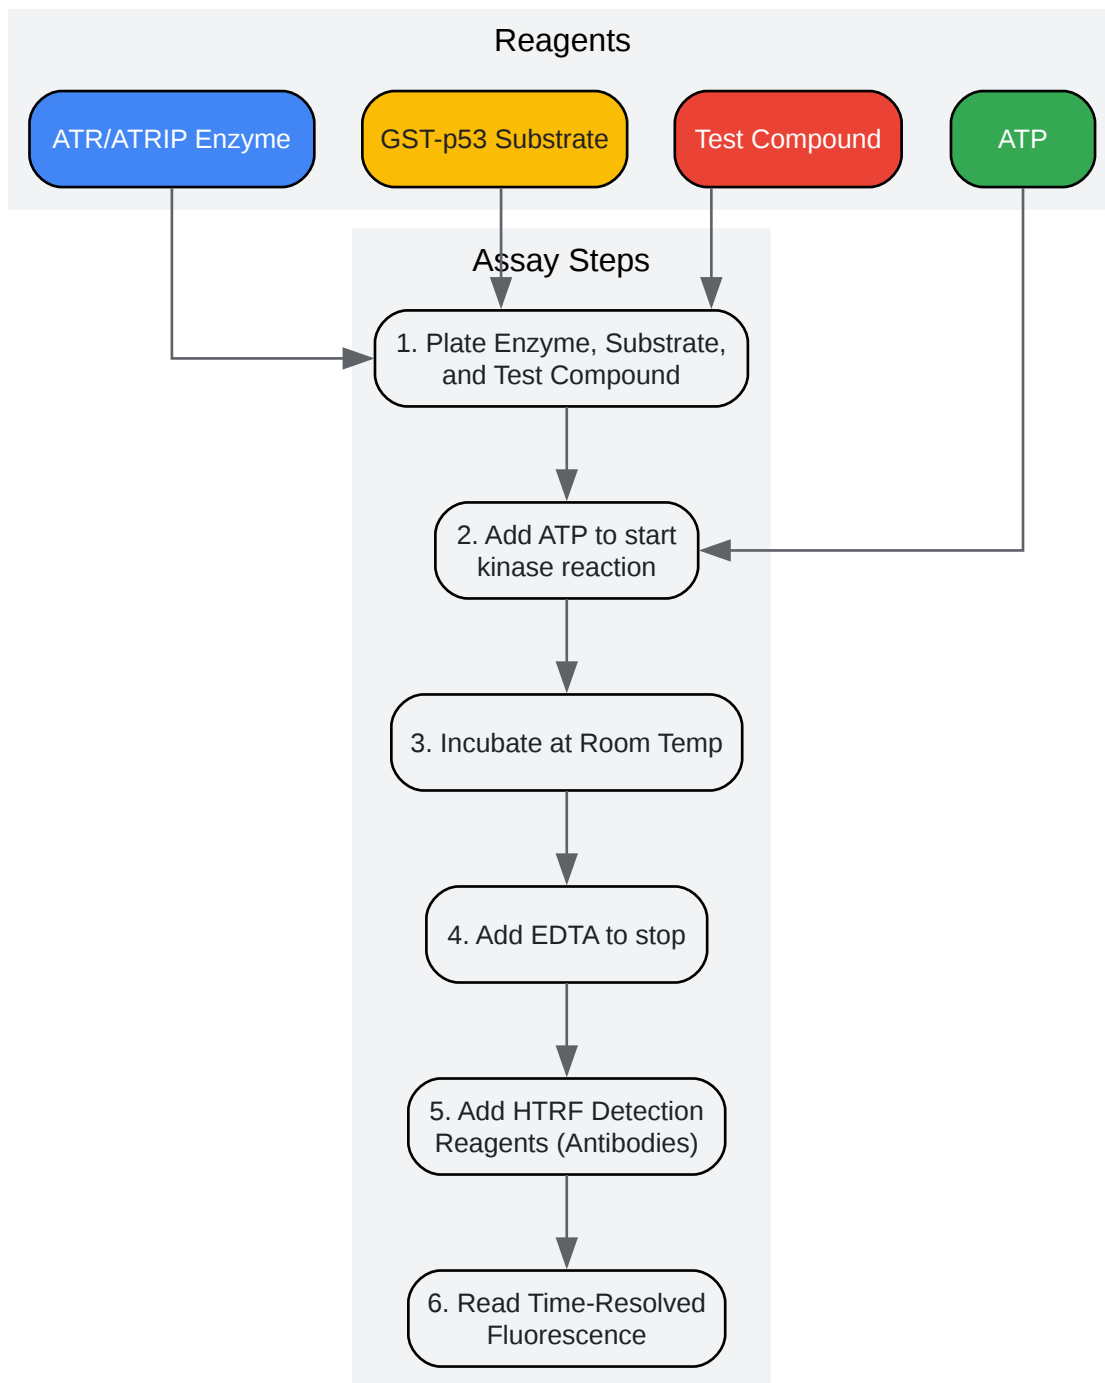 Reagents
ATR/ATRIP Enzyme
GST-p53 Substrate
Test Compound
ATP
Assay Steps
1. Plate Enzyme, Substrate,
and Test Compound
2. Add ATP to start
kinase reaction
3. Incubate at Room Temp
4. Add EDTA to stop
5. Add HTRF Detection
Reagents (Antibodies)
6. Read Time-Resolved
Fluorescence